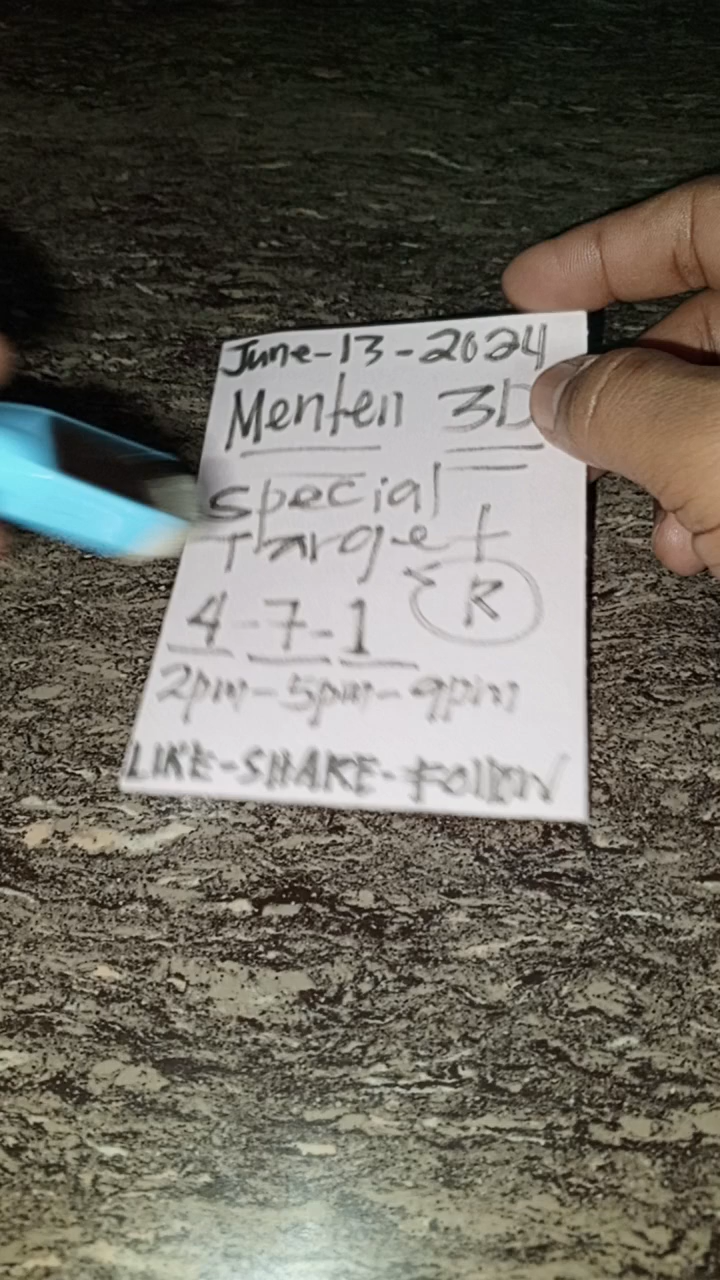 June-13-2024
Menten 3D
Special
Target
4-7-1 R
2pm-5pm-9pm
LIKE-SHARE-Follow